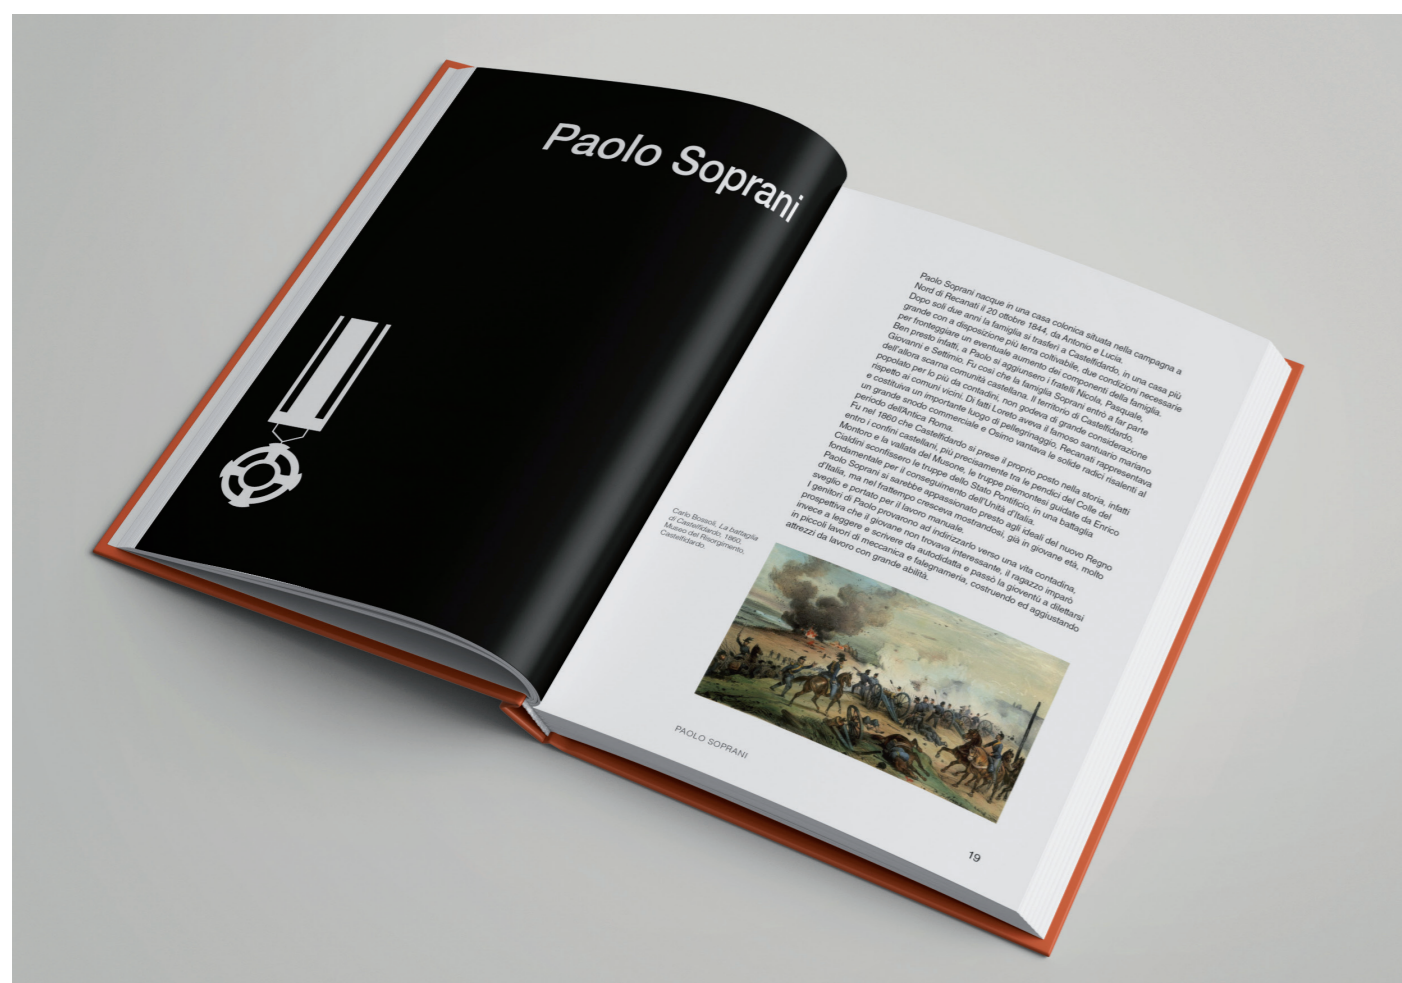 Paolo Soprani
Paolo Soprani nacque in una casa colonica situata nella campagna a
Nord di Recanati il 20 ottobre 1844, da Antonio e Lucia.
Dopo soli due anni la famiglia si trasferì a Castelfidardo, in una casa più
grande con a disposizione più terra coltivabile, due condizioni necessarie
per fronteggiare un eventuale aumento dei componenti della famiglia.
Ben presto infatti, a Paolo si aggiunsero i fratelli Nicola, Pasquale,
Giovanni e Settimio. Fu così che la famiglia Soprani entrò a far parte
dell'allora scarna comunità castellana. Il territorio di Castelfidardo,
popolato per lo più da contadini, non godeva di grande considerazione
rispetto ai comuni vicini. Di fatti Loreto aveva il famoso santuario mariano
e costituiva un importante luogo di pellegrinaggio, Recanati rappresentava
un grande snodo commerciale e Osimo vantava le solide radici risalenti al
periodo dell'Antica Roma.
Fu nel 1860 che Castelfidardo si prese il proprio posto nella storia, infatti
entro i confini castellani, più precisamente tra le pendici del Colle del
Montoro e la vallata del Musone, le truppe piemontesi guidate da Enrico
Cialdini sconfissero le truppe dello Stato Pontificio, in una battaglia
fondamentale per il conseguimento dell'Unità d'Italia.
Paolo Soprani si sarebbe appassionato presto agli ideali del nuovo Regno
d'Italia, ma nel frattempo cresceva mostrandosi, già in giovane età, molto
sveglio e portato per il lavoro manuale.
I genitori di Paolo provarono ad indirizzarlo verso una vita contadina,
prospettiva che il giovane non trovava interessante, il ragazzo imparò
invece a leggere e scrivere da autodidatta e passò la gioventù a dilettarsi
in piccoli lavori di meccanica e falegnameria, costruendo ed aggiustando
attrezzi da lavoro con grande abilità.
Carlo Bossoli, La battaglia
di Castelfidardo, 1860,
Museo del Risorgimento,
Castelfidardo.
PAOLO SOPRANI
19